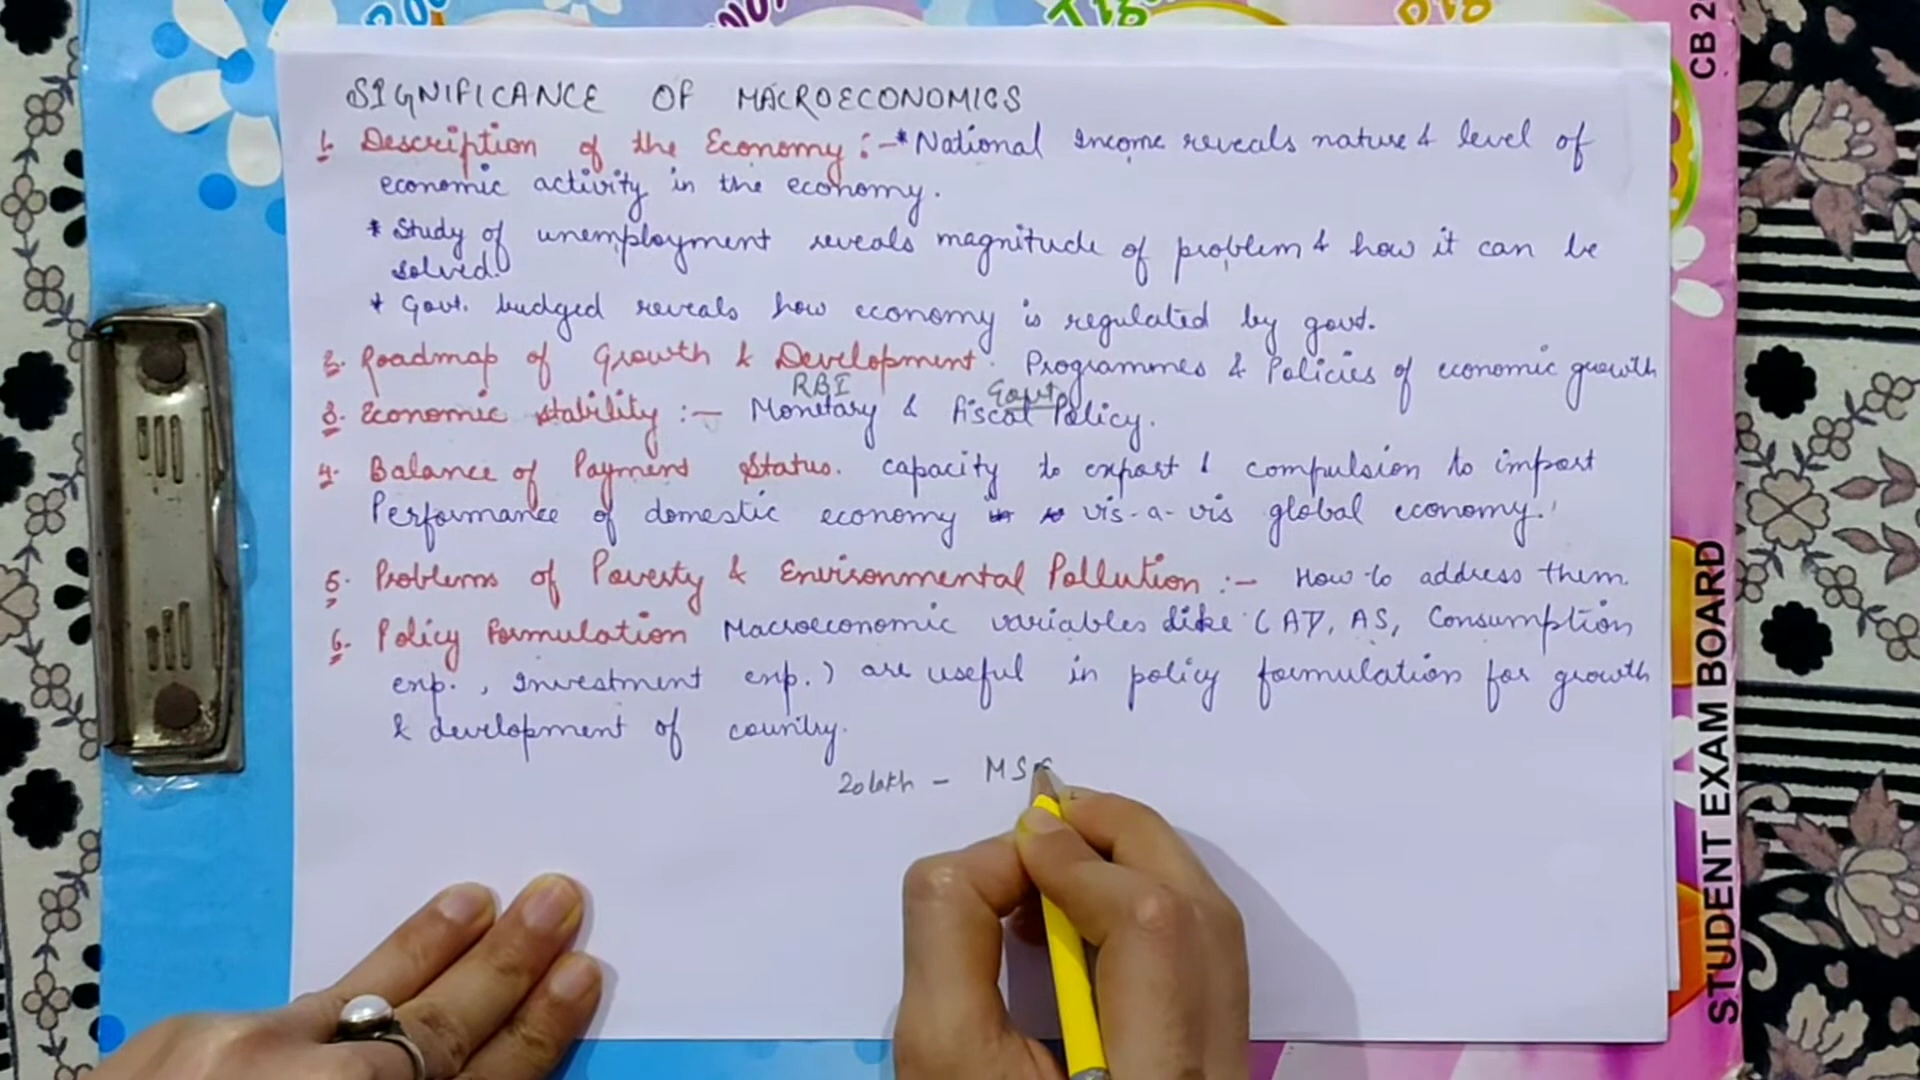 SIGNIFICANCE OF MACROECONOMICS
1. Description of the Economy :- * National Income reveals nature & level of
economic activity in the economy.
* Study of unemployment reveals magnitude of problem & how it can be
solved.
* Govt. budged reveals how economy is regulated by govt.
2. Roadmap of Growth & Development. Programmes & Policies of economic growth
RBI Govt
3. Economic stability :- Monetary & fiscal Policy.
4. Balance of Payment Status. capacity to export & compulsion to import
Performance of domestic economy vis-a-vis global economy.
5. Problems of Poverty & Environmental Pollution :- How to address them.
6. Policy Formulation Macroeconomic variables like (AD, AS, Consumption
exp., Investment exp.) are useful in policy formulation for growth
& development of country.
20 lakh - MS
STUDENT EXAM BOARD
CB 2